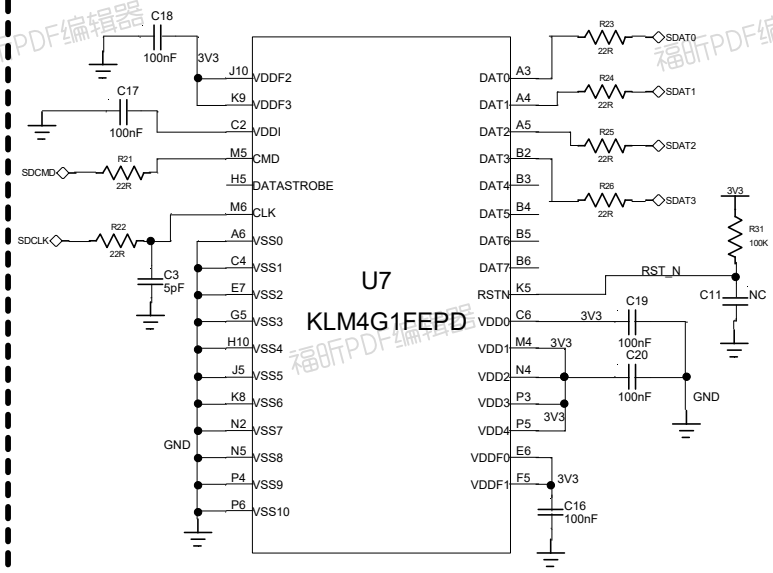 C18
100nF
3V3
J10 VDDF2
K9 VDDF3
C17
100nF
C2 VDDI
SDCMD
R21
22R
M5 CMD
H5 DATASTROBE
SDCLK
R22
22R
M6 CLK
C3
5pF
A6 VSS0
C4 VSS1
E7 VSS2
G5 VSS3
H10 VSS4
J5 VSS5
K8 VSS6
N2 VSS7
GND
N5 VSS8
P4 VSS9
P6 VSS10
U7
KLM4G1FEPD
DAT0 A3
R23
22R
SDAT0
DAT1 A4
R24
22R
SDAT1
DAT2 A5
R25
22R
SDAT2
DAT3 B2
DAT4 B3
R26
22R
SDAT3
DAT5 B4
DAT6 B5
DAT7 B6
3V3
R31
100K
RSTN K5
RST_N
C11
NC
VDD0 C6
3V3
C19
100nF
VDD1 M4
3V3
C20
100nF
VDD2 N4
VDD3 P3
3V3
GND
VDD4 P5
VDDF0 E6
VDDF1 F5
3V3
C16
100nF
福昕PDF编辑器
福昕PDF编辑器
福昕PDF编